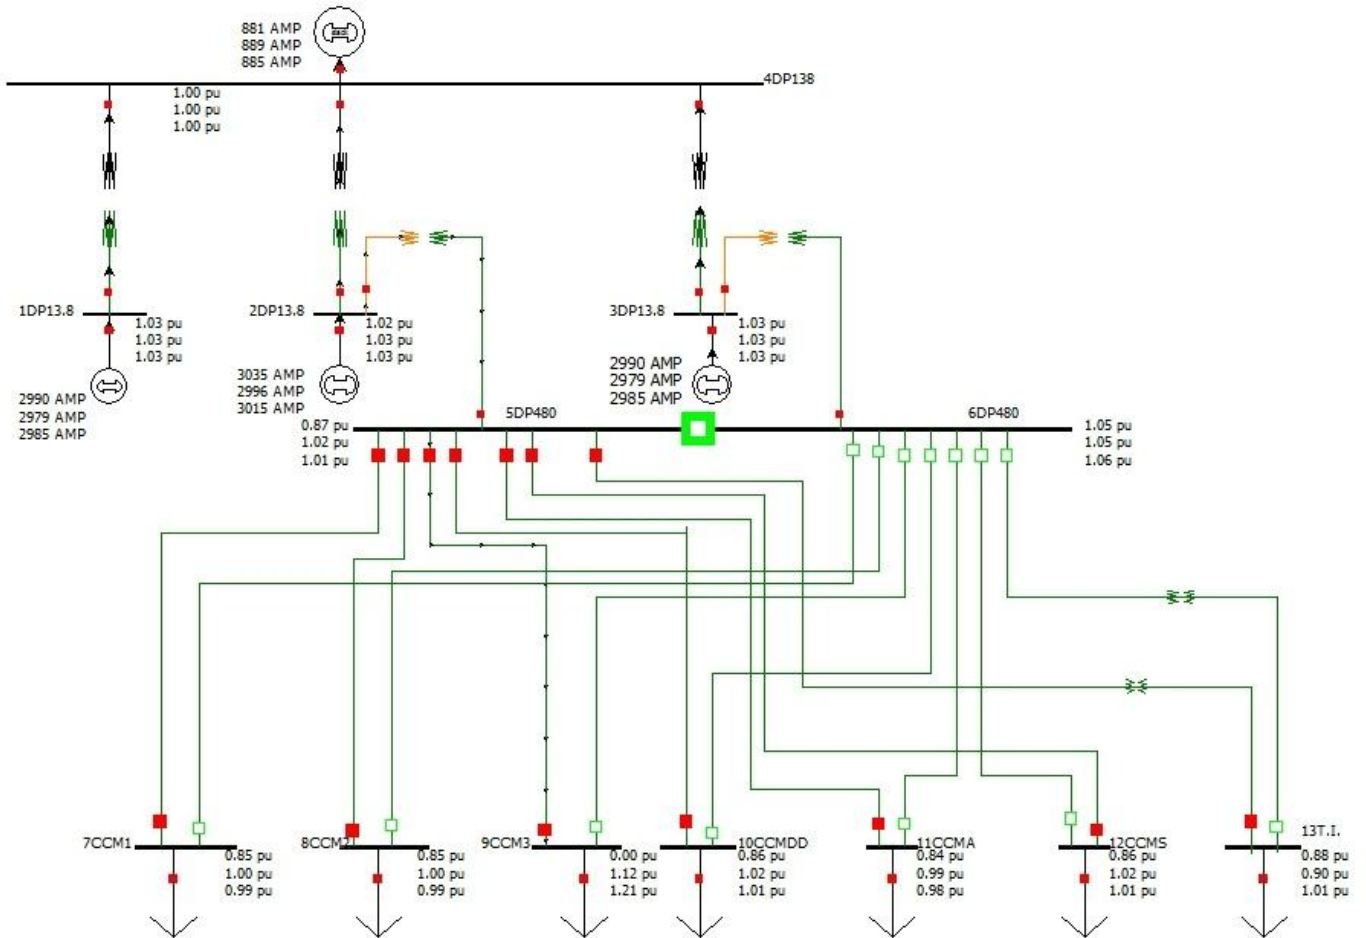 881 AMP
889 AMP
885 AMP
4DP138
1.00 pu
1.00 pu
1.00 pu
1DP13.8
1.03 pu
1.03 pu
1.03 pu
2990 AMP
2979 AMP
2985 AMP
2DP13.8
1.02 pu
1.03 pu
1.03 pu
3035 AMP
2996 AMP
3015 AMP
3DP13.8
1.03 pu
1.03 pu
1.03 pu
2990 AMP
2979 AMP
2985 AMP
5DP480
0.87 pu
1.02 pu
1.01 pu
6DP480
1.05 pu
1.05 pu
1.06 pu
7CCM1
0.85 pu
1.00 pu
0.99 pu
8CCM2
0.85 pu
1.00 pu
0.99 pu
9CCM3
0.00 pu
1.12 pu
1.21 pu
10CCMDD
0.86 pu
1.02 pu
1.01 pu
11CCMA
0.84 pu
0.99 pu
0.98 pu
12CCMS
0.86 pu
1.02 pu
1.01 pu
13T.I.
0.88 pu
0.90 pu
1.01 pu